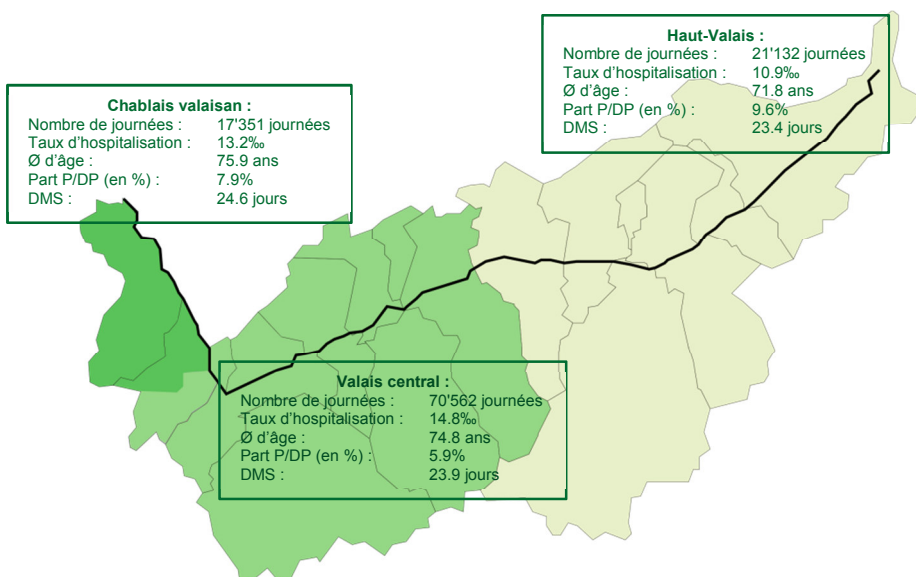 Haut-Valais :
Nombre de journées : 21'132 journées
Taux d'hospitalisation : 10.9‰
Ø d'âge : 71.8 ans
Part P/DP (en %) : 9.6%
DMS : 23.4 jours
Chablais valaisan :
Nombre de journées : 17'351 journées
Taux d'hospitalisation : 13.2‰
Ø d'âge : 75.9 ans
Part P/DP (en %) : 7.9%
DMS : 24.6 jours
Valais central :
Nombre de journées : 70'562 journées
Taux d'hospitalisation : 14.8‰
Ø d'âge : 74.8 ans
Part P/DP (en %) : 5.9%
DMS : 23.9 jours